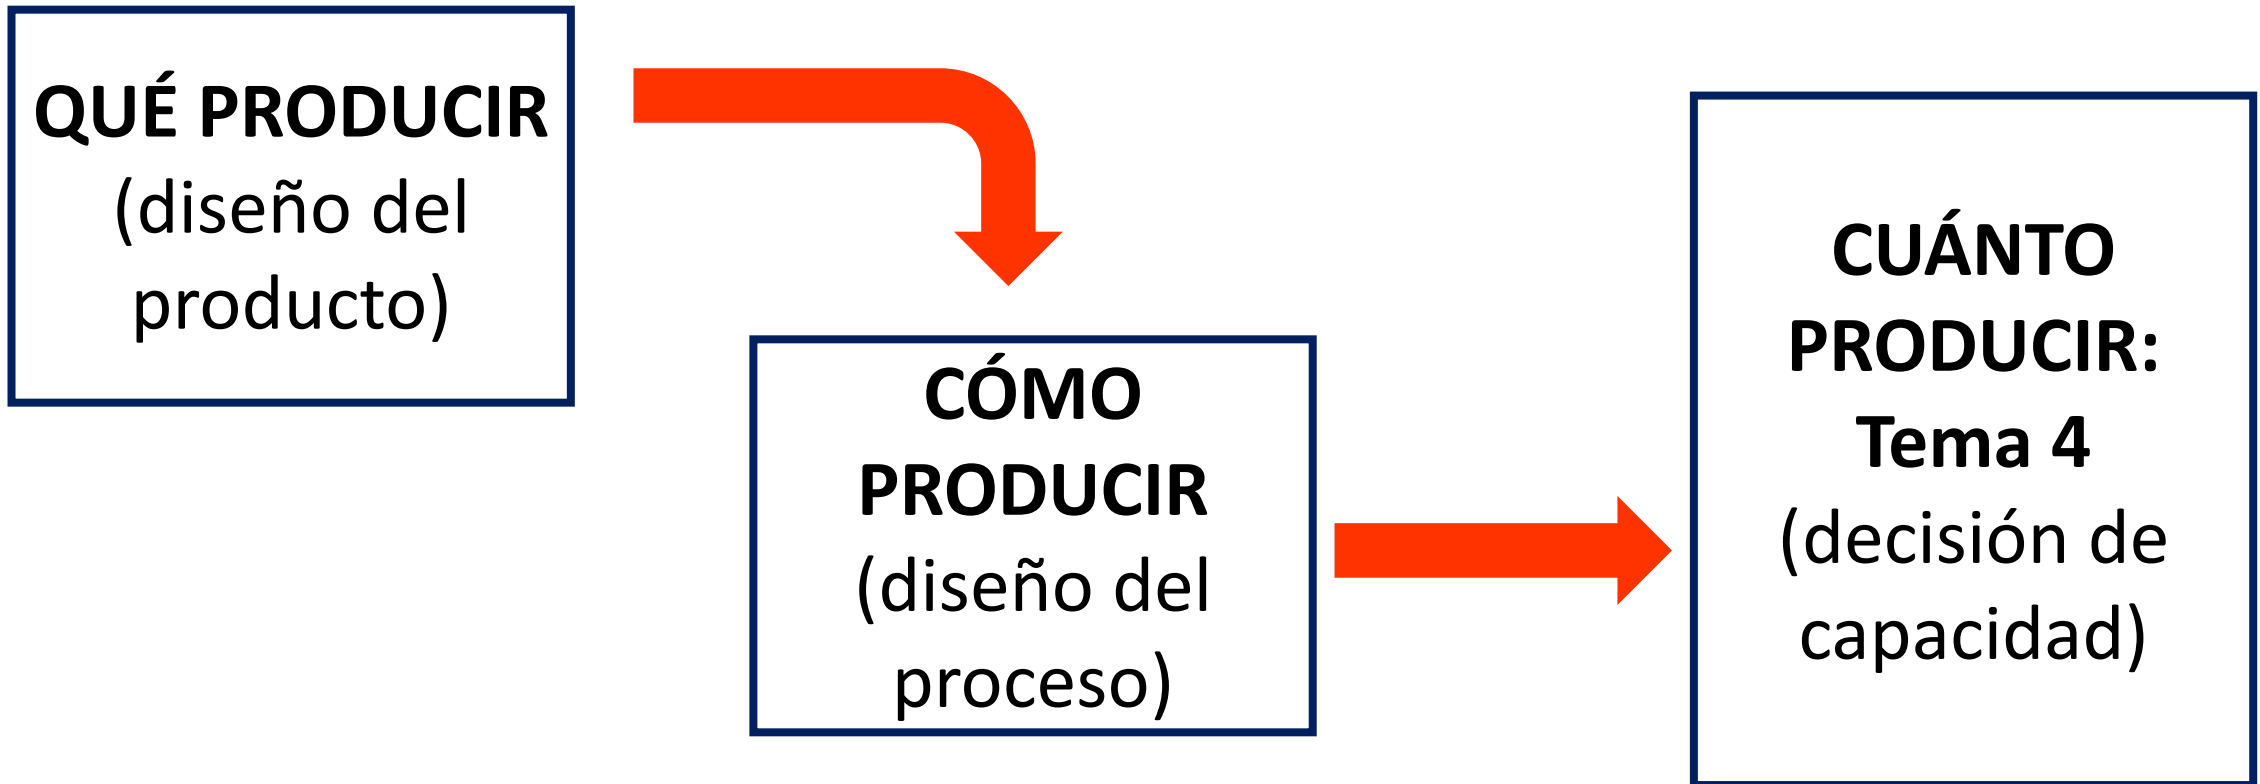 QUÉ PRODUCIR
(diseño del
producto)
CÓMO
PRODUCIR
(diseño del
proceso)
CUÁNTO
PRODUCIR:
Tema 4
(decisión de
capacidad)